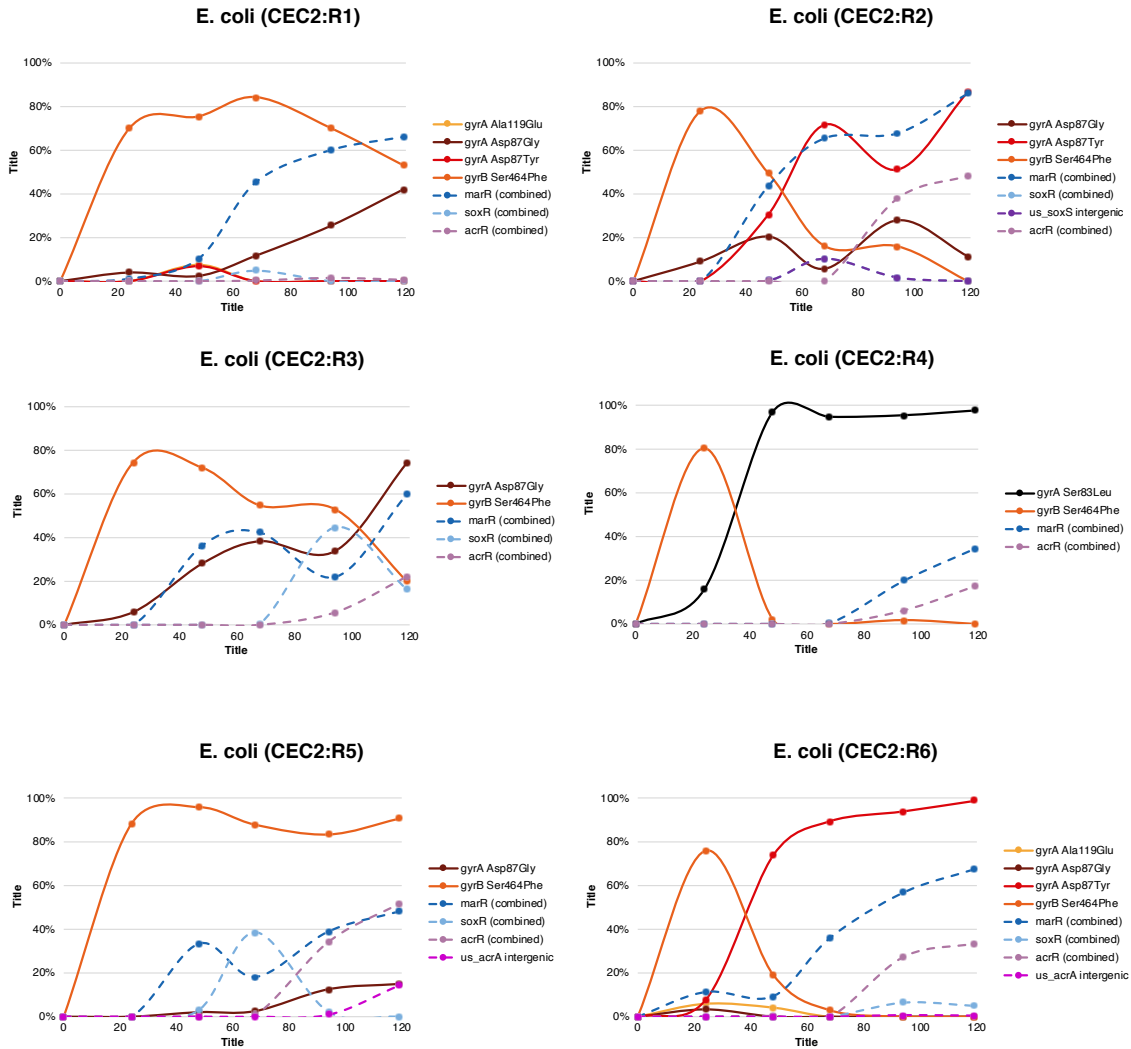 E. coli (CEC2:R1)
100%
80%
60%
40%
20%
0%
0 20 40 60 80 100 120
Title
Title
gyrA Ala119Glu
gyrA Asp87Gly
gyrA Asp87Tyr
gyrB Ser464Phe
marR (combined)
soxR (combined)
acrR (combined)
E. coli (CEC2:R2)
100%
80%
60%
40%
20%
0%
0 20 40 60 80 100 120
Title
Title
gyrA Asp87Gly
gyrA Asp87Tyr
gyrB Ser464Phe
marR (combined)
soxR (combined)
us_soxS intergenic
acrR (combined)
E. coli (CEC2:R3)
100%
80%
60%
40%
20%
0%
0 20 40 60 80 100 120
Title
Title
gyrA Asp87Gly
gyrB Ser464Phe
marR (combined)
soxR (combined)
acrR (combined)
E. coli (CEC2:R4)
100%
80%
60%
40%
20%
0%
0 20 40 60 80 100 120
Title
Title
gyrA Ser83Leu
gyrB Ser464Phe
marR (combined)
acrR (combined)
E. coli (CEC2:R5)
100%
80%
60%
40%
20%
0%
0 20 40 60 80 100 120
Title
Title
gyrA Asp87Gly
gyrB Ser464Phe
marR (combined)
soxR (combined)
acrR (combined)
us_acrA intergenic
E. coli (CEC2:R6)
100%
80%
60%
40%
20%
0%
0 20 40 60 80 100 120
Title
Title
gyrA Ala119Glu
gyrA Asp87Gly
gyrA Asp87Tyr
gyrB Ser464Phe
marR (combined)
soxR (combined)
acrR (combined)
us_acrA intergenic